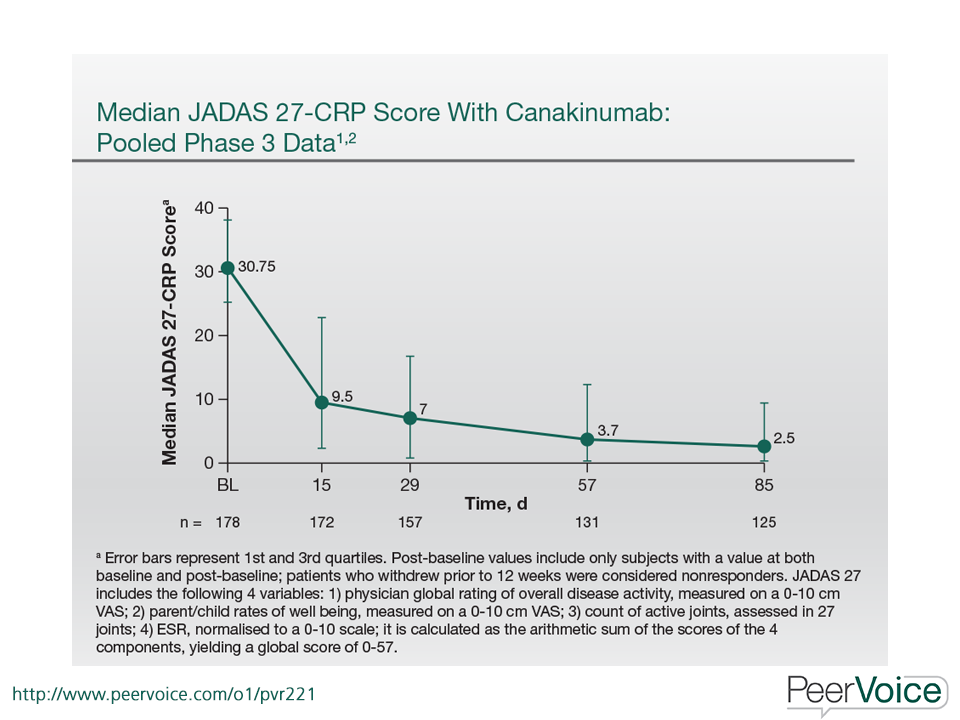 Median JADAS 27-CRP Score With Canakinumab:
Pooled Phase 3 Data1,2
Median JADAS 27-CRP Scorea
40
30
20
10
0
30.75
9.5
7
3.7
2.5
BL 15 29 57 85
Time, d
n = 178 172 157 131 125
a Error bars represent 1st and 3rd quartiles. Post-baseline values include only subjects with a value at both
baseline and post-baseline; patients who withdrew prior to 12 weeks were considered nonresponders. JADAS 27
includes the following 4 variables: 1) physician global rating of overall disease activity, measured on a 0-10 cm
VAS; 2) parent/child rates of well being, measured on a 0-10 cm VAS; 3) count of active joints, assessed in 27
joints; 4) ESR, normalised to a 0-10 scale; it is calculated as the arithmetic sum of the scores of the 4
components, yielding a global score of 0-57.
http://www.peervoice.com/o1/pvr221
PeerVoice